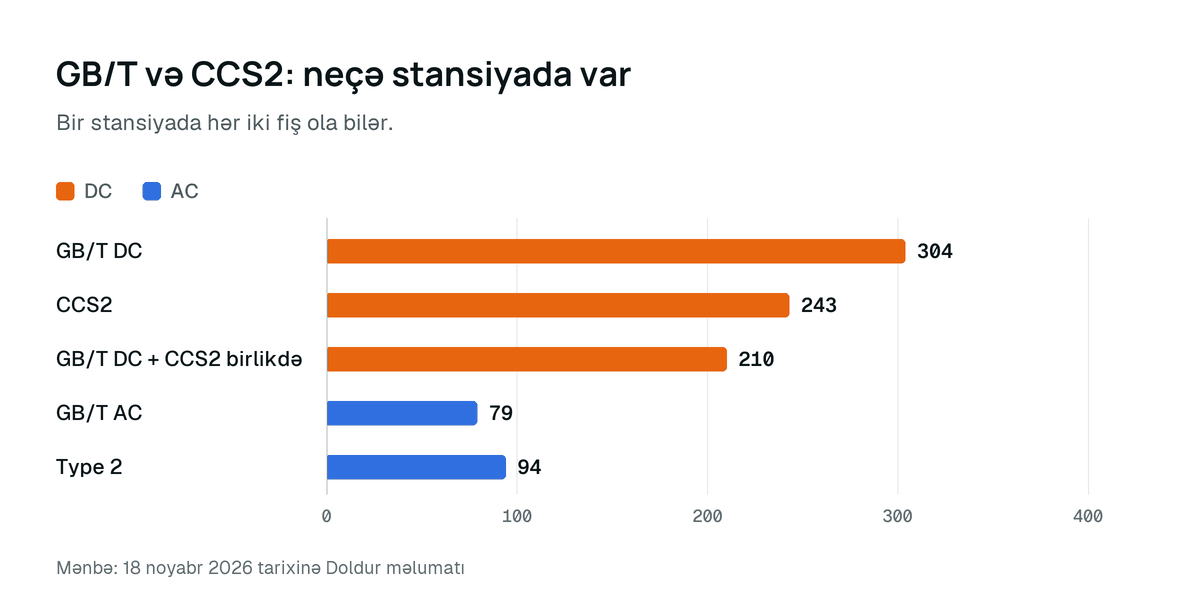 GB/T və CCS2: neçə stansiyada var
Bir stansiyada hər iki fiş ola bilər.
DC AC
GB/T DC 304
CCS2 243
GB/T DC + CCS2 birlikdə 210
GB/T AC 79
Type 2 94
0 100 200 300 400
Mənbə: 18 noyabr 2026 tarixinə Doldur məlumatı